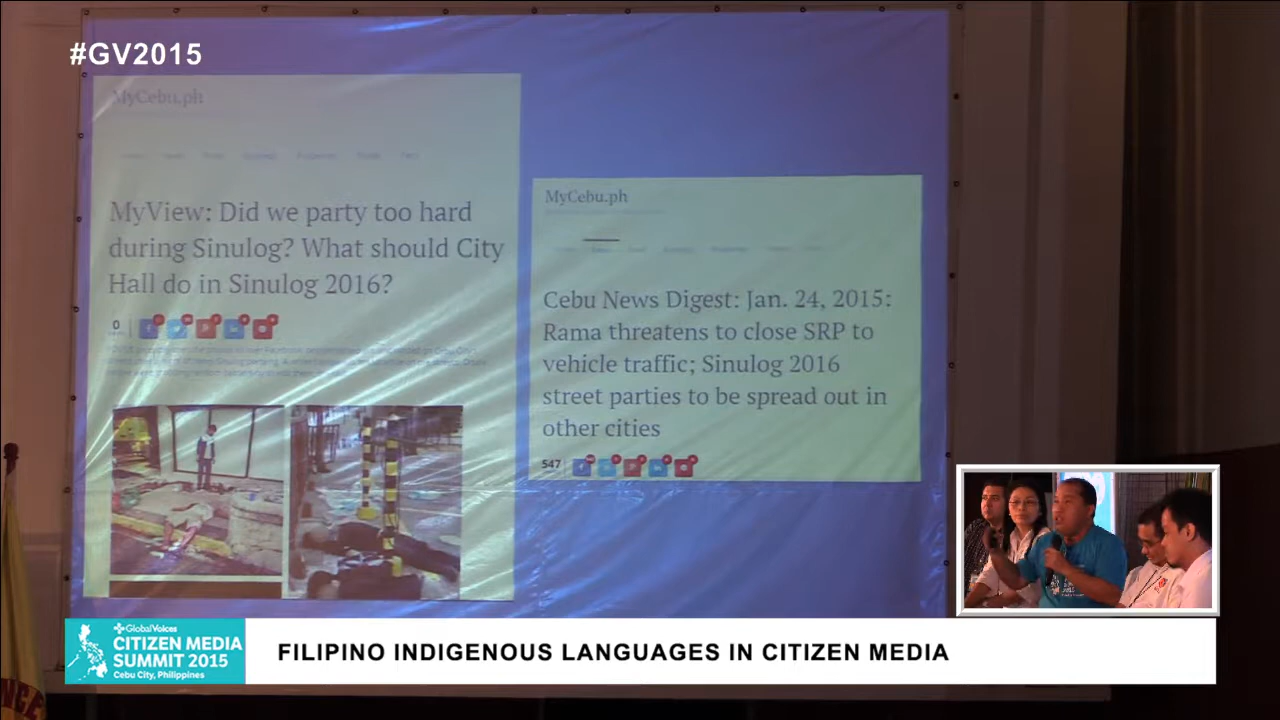 #GV2015
MyCebu.ph
MyView: Did we party too hard
during Sinulog? What should City
Hall do in Sinulog 2016?
0
MyCebu.ph
Cebu News Digest: Jan. 24, 2015:
Rama threatens to close SRP to
vehicle traffic; Sinulog 2016
street parties to be spread out in
other cities
547
GlobalVoices
CITIZEN MEDIA
SUMMIT 2015
Cebu City, Philippines
FILIPINO INDIGENOUS LANGUAGES IN CITIZEN MEDIA